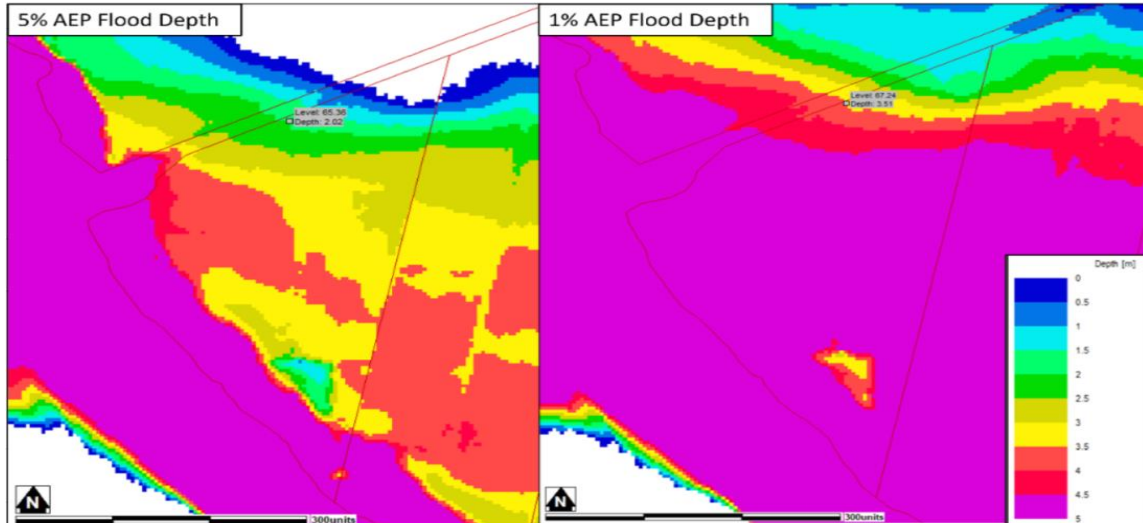 5% AEP Flood Depth
Level: 65.36
Depth: 2.02
N
300units
1% AEP Flood Depth
Level: 67.24
Depth: 3.51
N
300units
Depth [m]
0
0.5
1
1.5
2
2.5
3
3.5
4
4.5
5